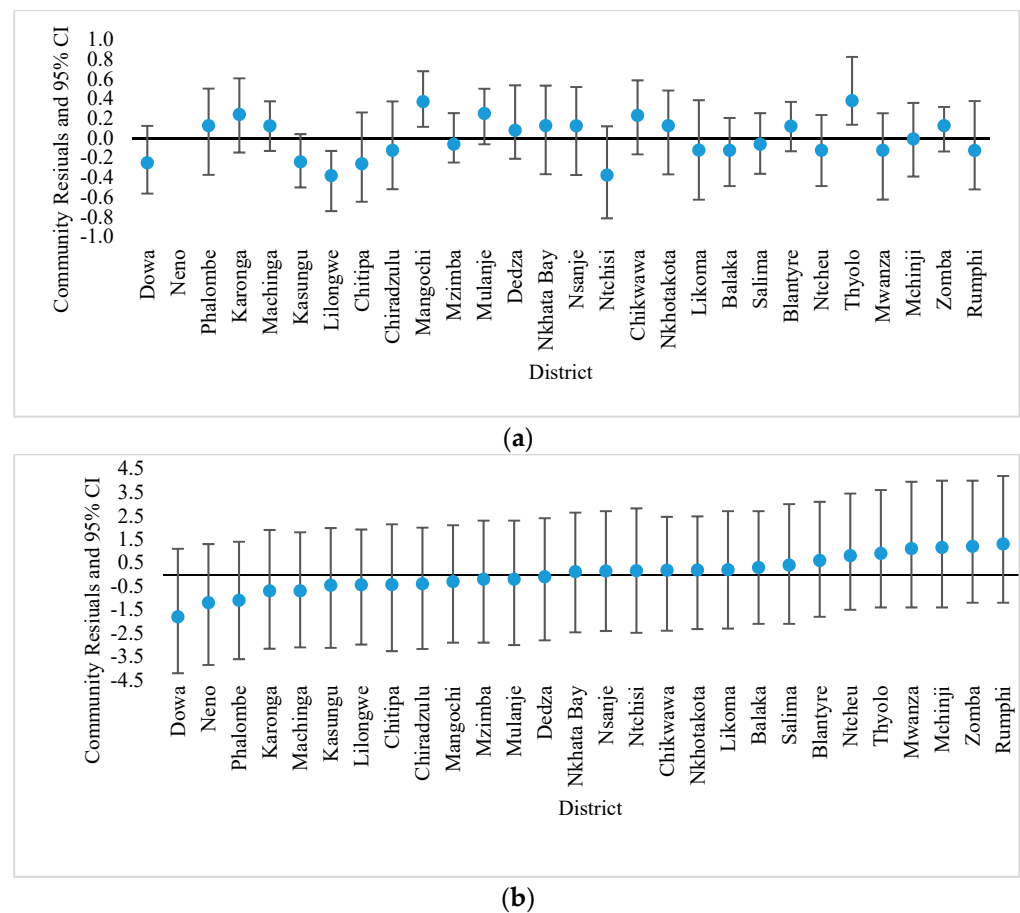 Community Resiuals and 95% CI
1.0
0.8
0.6
0.4
0.2
0.0
-0.2
-0.4
-0.6
-0.8
-1.0
Dowa
Neno
Phalombe
Karonga
Machinga
Kasungu
Lilongwe
Chitipa
Chiradzulu
Mangochi
Mzimba
Mulanje
Dedza
Nkhata Bay
Nsanje
Ntchisi
Chikwawa
Nkhotakota
Likoma
Balaka
Salima
Blantyre
Ntcheu
Thyolo
Mwanza
Mchinji
Zomba
Rumphi
District
(a)
Community Resiuals and 95% CI
4.5
3.5
2.5
1.5
0.5
-0.5
-1.5
-2.5
-3.5
-4.5
Dowa
Neno
Phalombe
Karonga
Machinga
Kasungu
Lilongwe
Chitipa
Chiradzulu
Mangochi
Mzimba
Mulanje
Dedza
Nkhata Bay
Nsanje
Ntchisi
Chikwawa
Nkhotakota
Likoma
Balaka
Salima
Blantyre
Ntcheu
Thyolo
Mwanza
Mchinji
Zomba
Rumphi
District
(b)